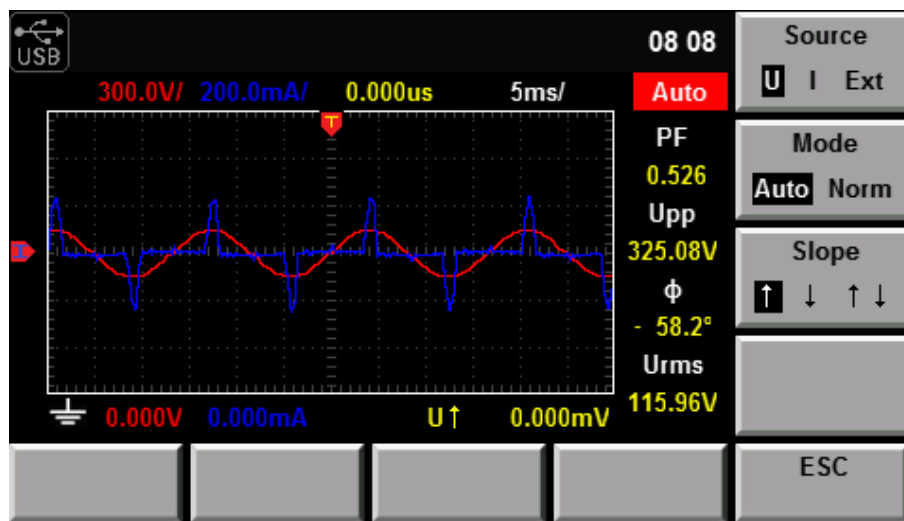 USB
08 08
300.0V/ 200.0mA/ 0.000us 5ms/
Auto
T
PF
0.526
Upp
325.08V
ϕ
- 58.2°
Urms
115.96V
I
0.000V 0.000mA U↑ 0.000mV
Source
U I Ext
Mode
Auto Norm
Slope
↑ ↓ ↑↓
ESC